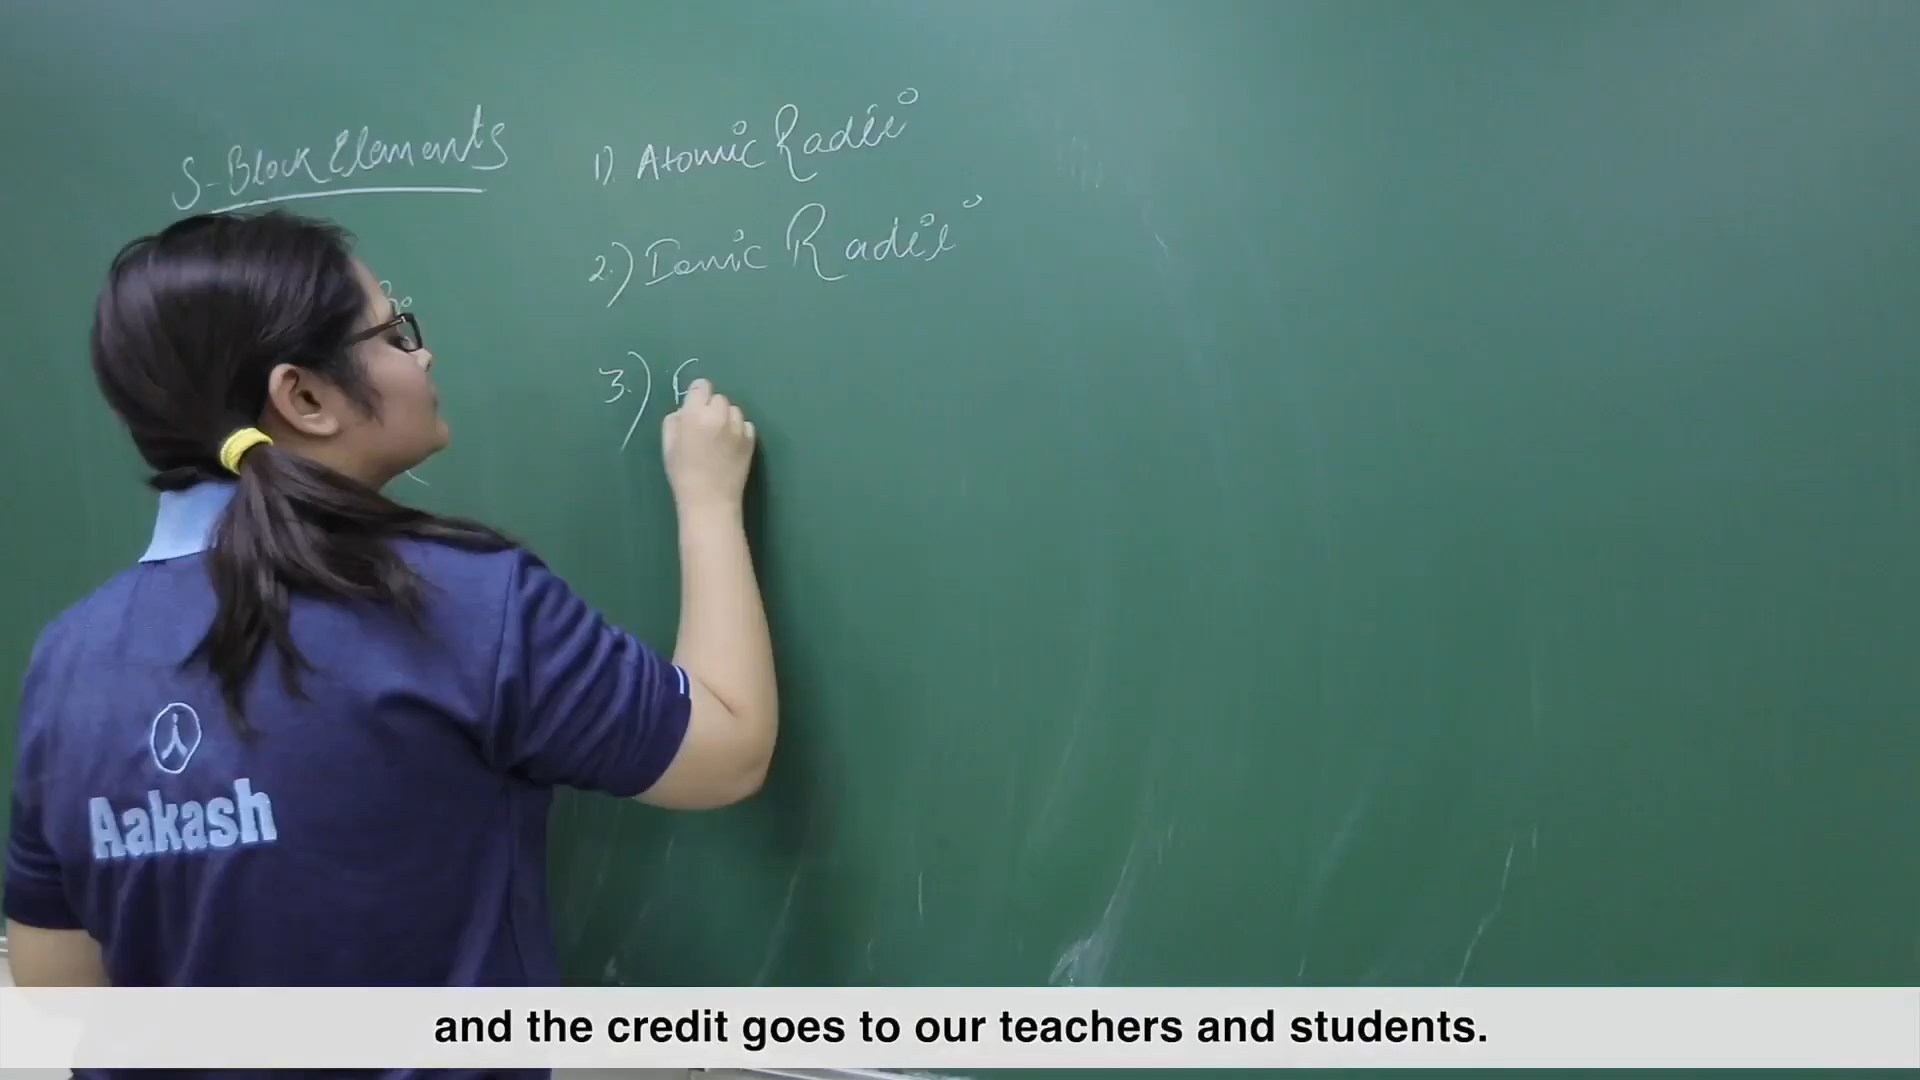 S-Block Elements
1). Atomic Radii
2.) Ionic Radii
3.)
Aakash
and the credit goes to our teachers and students.